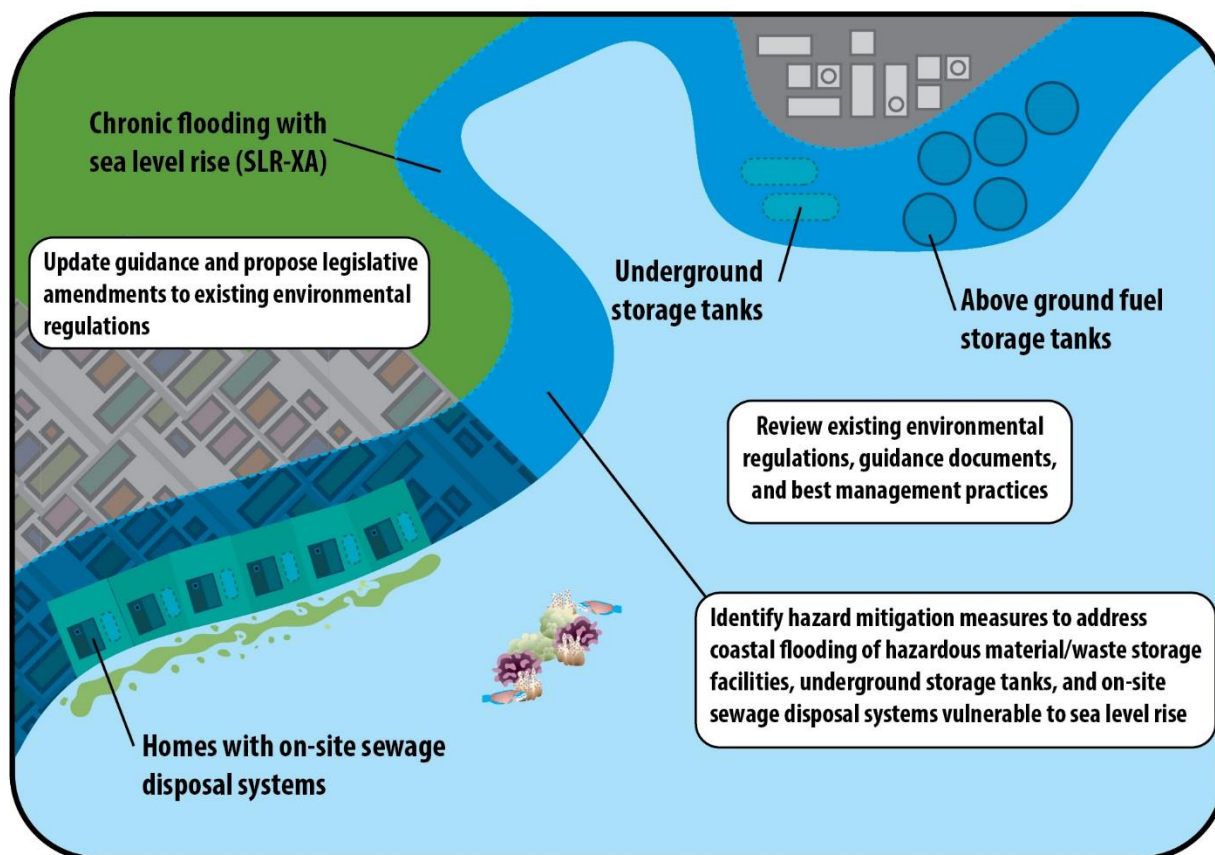 Chronic flooding with
sea level rise (SLR-XA)
Update guidance and propose legislative
amendments to existing environmental
regulations
Underground
storage tanks
Above ground fuel
storage tanks
Review existing environmental
regulations, guidance documents,
and best management practices
Identify hazard mitigation measures to address
coastal flooding of hazardous material/waste storage
facilities, underground storage tanks, and on-site
sewage disposal systems vulnerable to sea level rise
Homes with on-site sewage
disposal systems